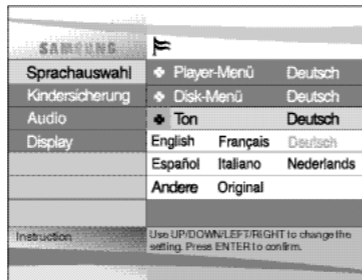 SAMSUNG
Sprachauswahl
Player-Menü Deutsch
Kindersicherung
Disk-Menü Deutsch
Audio
Ton Deutsch
Display
English Français Deutsch
Español Italiano Nederlands
Andere Original
Instruction
Use UP/DOWN/LEFT/RIGHT to change the
setting. Press ENTER to confirm.